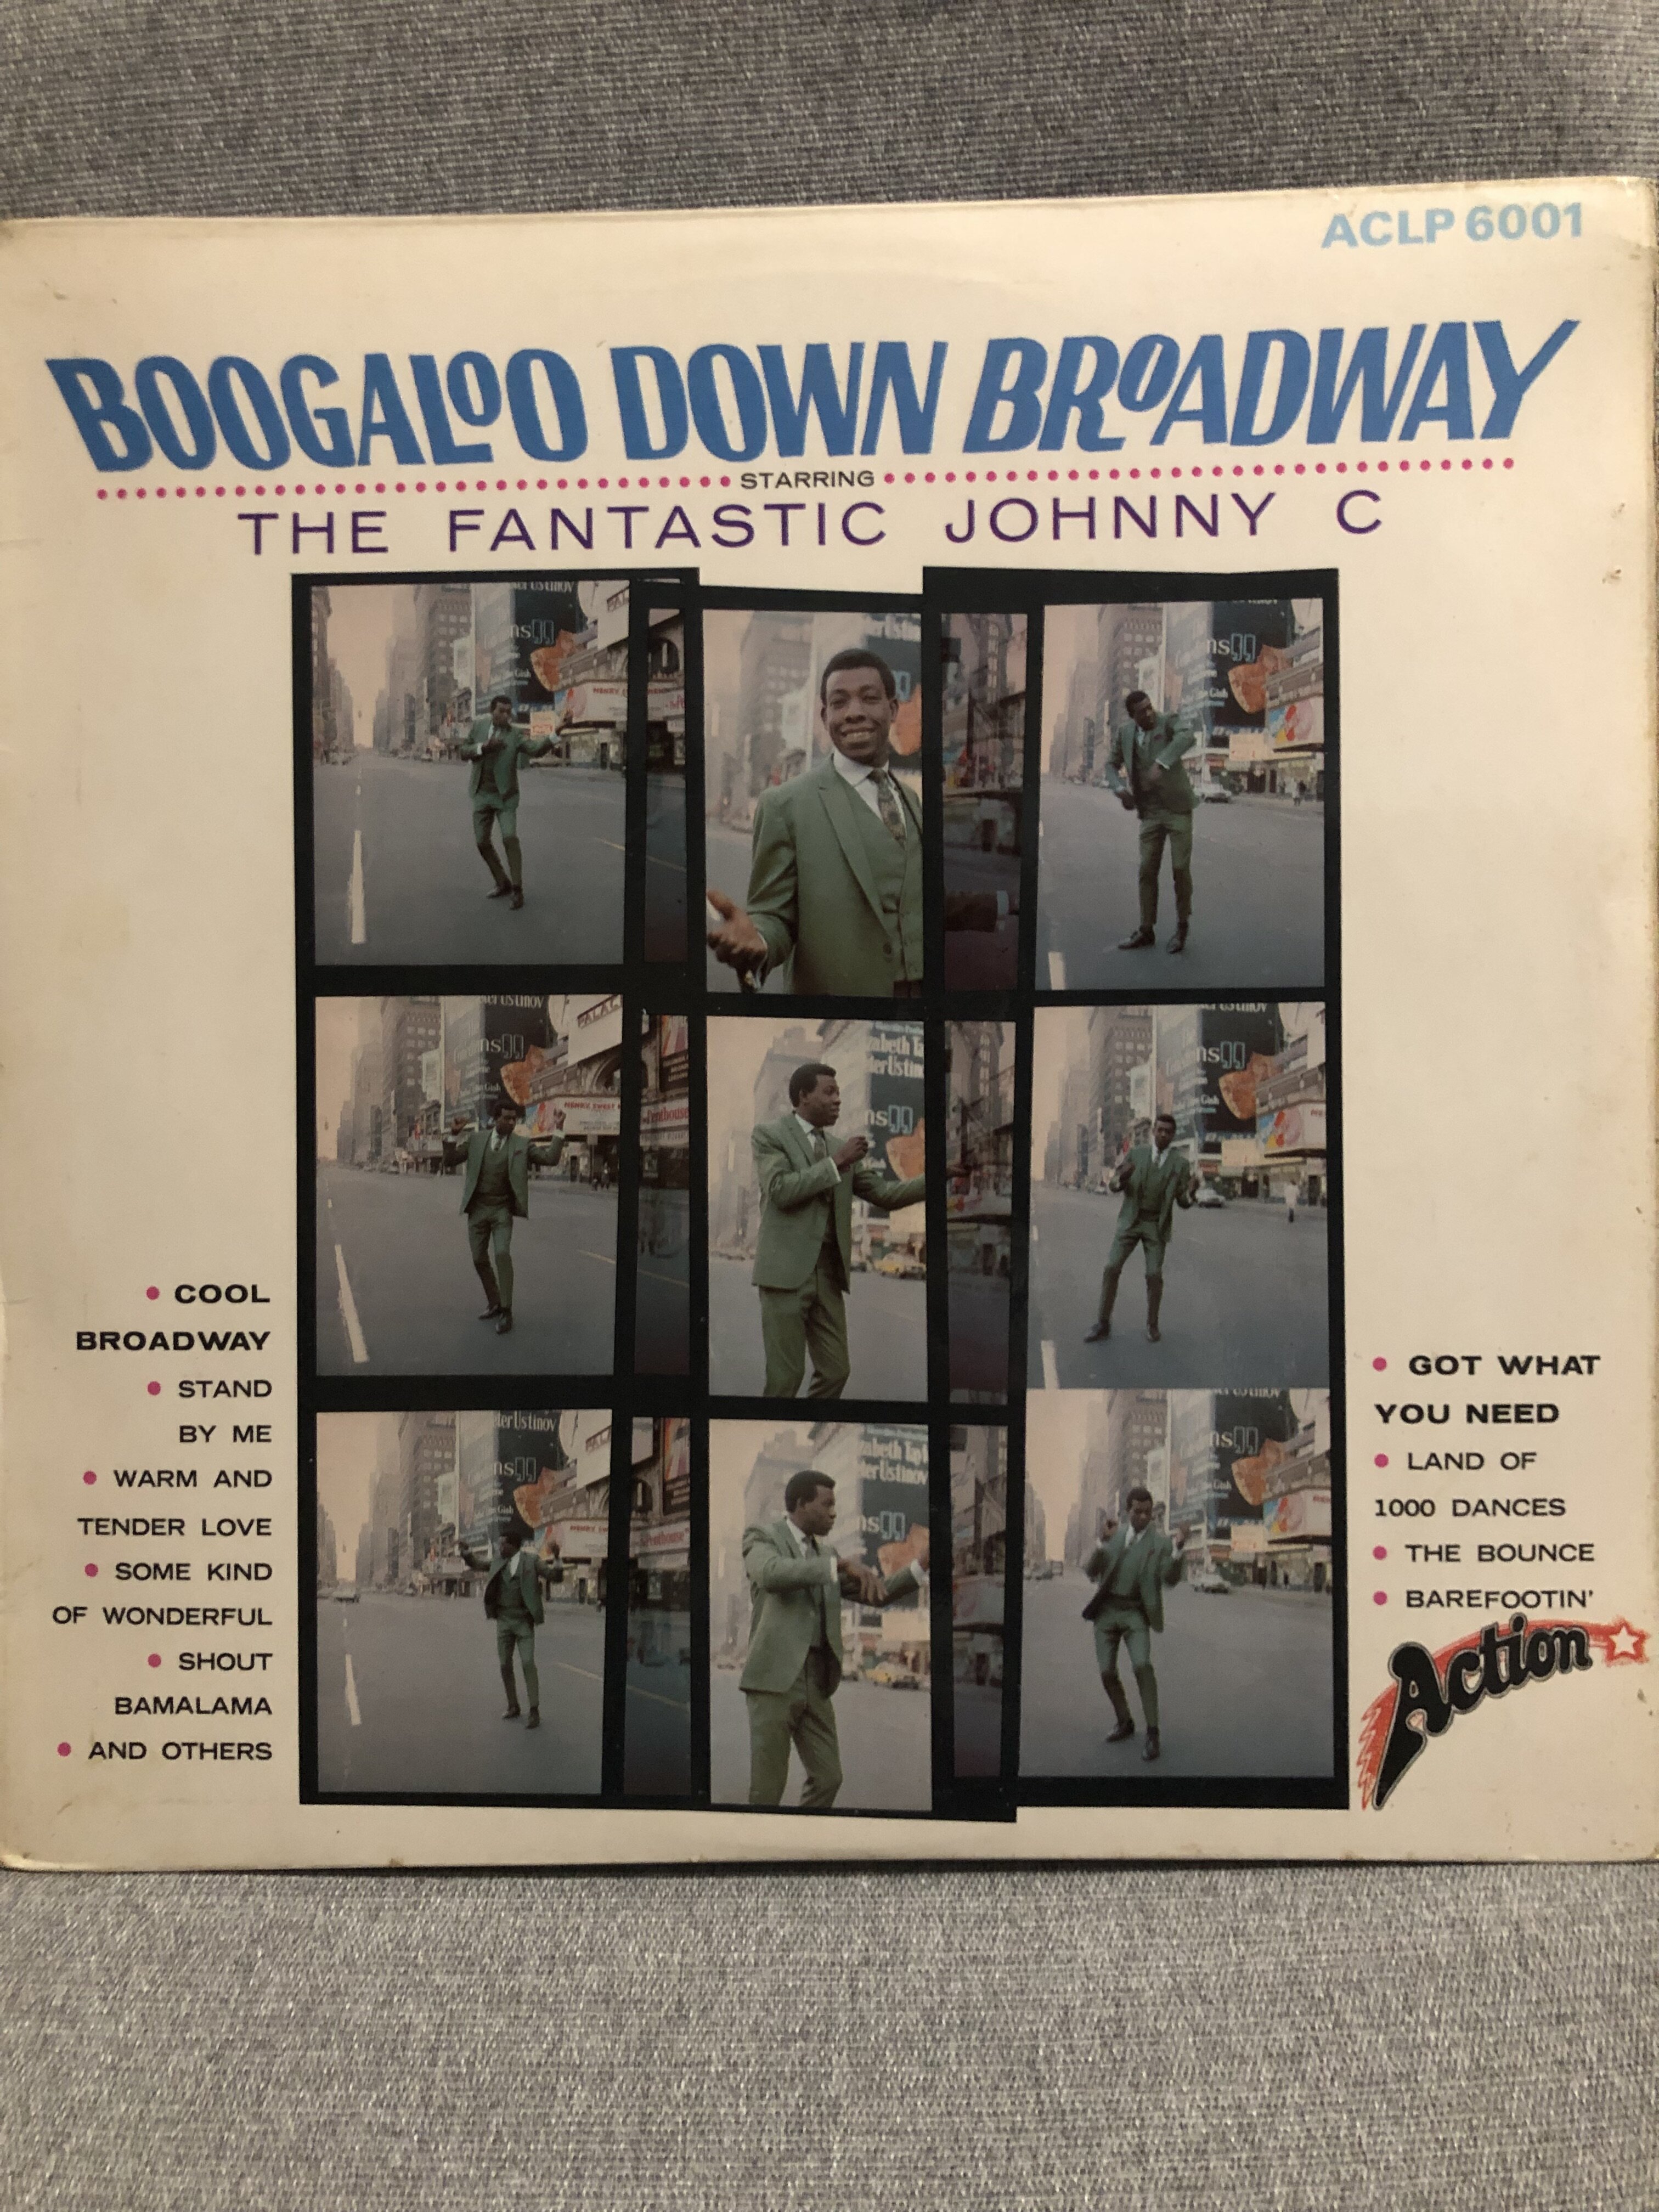 ACLP 6001
BOOGALOO DOWN BROADWAY
STARRING
THE FANTASTIC JOHNNY C
• COOL
BROADWAY
• STAND
BY ME
• WARM AND
TENDER LOVE
• SOME KIND
OF WONDERFUL
• SHOUT
BAMALAMA
• AND OTHERS
• GOT WHAT
YOU NEED
• LAND OF
1000 DANCES
• THE BOUNCE
• BAREFOOTIN'
Action